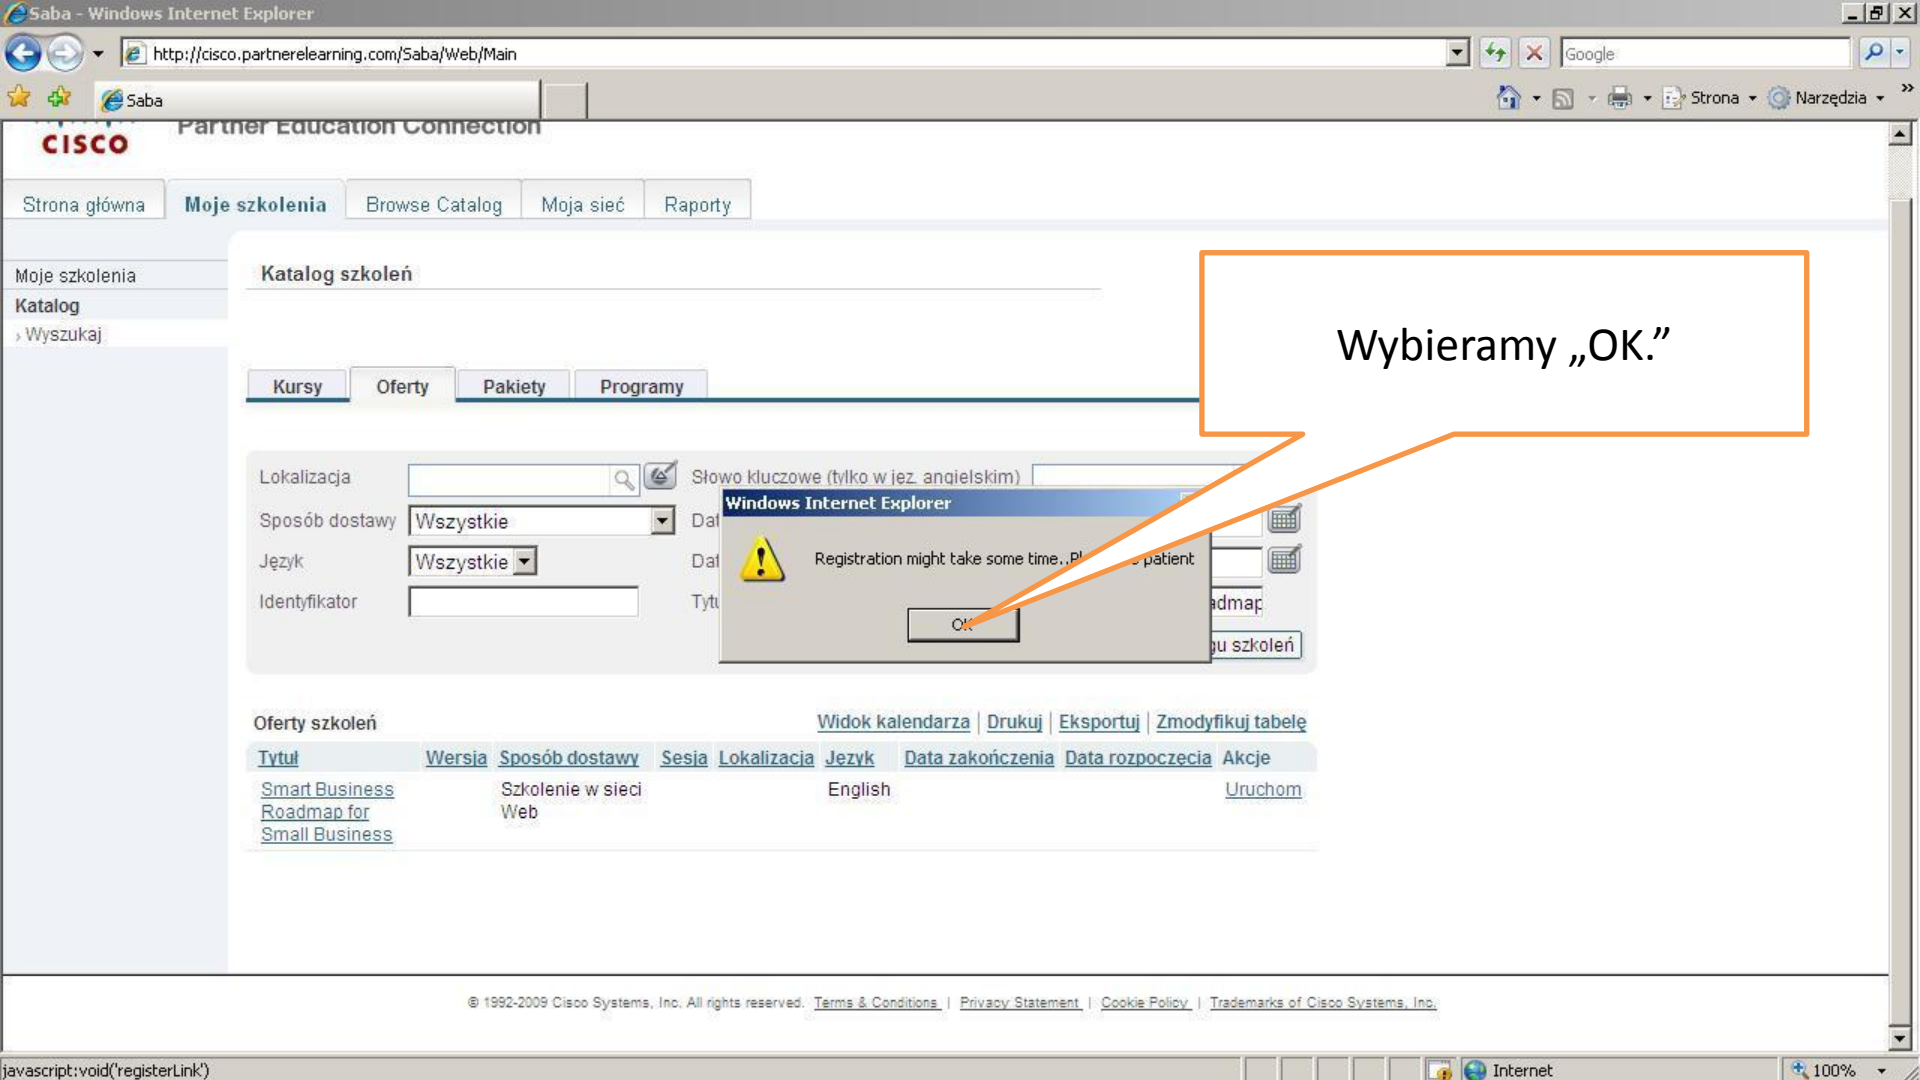 Saba - Windows Internet Explorer
http://cisco.partnerelearning.com/Saba/Web/Main
Google
Saba
Strona
Narzędzia
CISCO
Partner Education Connection
Strona główna
Moje szkolenia
Browse Catalog
Moja sieć
Raporty
Moje szkolenia
Katalog
Wyszukaj
Katalog szkoleń
Wybieramy „OK.”
Kursy
Oferty
Pakiety
Programy
Lokalizacja
Słowo kluczowe (tylko w jęz. angielskim)
Sposób dostawy
Wszystkie
Język
Wszystkie
Identyfikator
Windows Internet Explorer
Registration might take some time.. patient
OK
gu szkoleń
Oferty szkoleń
Widok kalendarza | Drukuj | Eksportuj | Zmodyfikuj tabelę
Tytuł Wersja Sposób dostawy Sesja Lokalizacja Język Data zakończenia Data rozpoczęcia Akcje
Smart Business Szkolenie w sieci English Uruchom
Roadmap for Web
Small Business
© 1992-2009 Cisco Systems, Inc. All rights reserved. Terms & Conditions | Privacy Statement | Cookie Policy | Trademarks of Cisco Systems, Inc.
javascript:void('registerLink')
Internet
100%